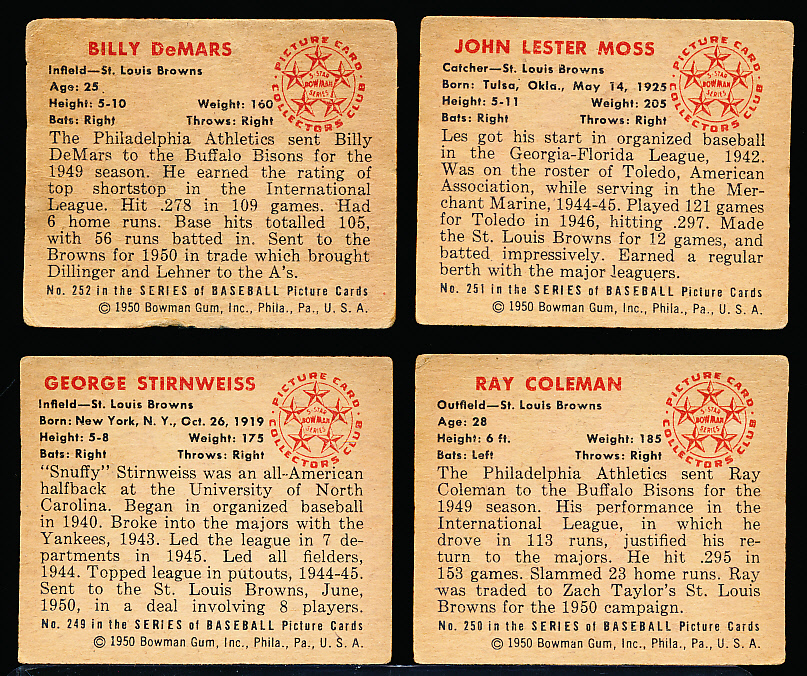 BILLY DeMARS
Infield—St. Louis Browns
Age: 25
Height: 5-10 Weight: 160
Bats: Right Throws: Right
PICTURE CARD
COLLECTORS CLUB
5-STAR
BOWMAN
SERIES
The Philadelphia Athletics sent Billy
DeMars to the Buffalo Bisons for the
1949 season. He earned the rating of
top shortstop in the International
League. Hit .278 in 109 games. Had
6 home runs. Base hits totalled 105,
with 56 runs batted in. Sent to the
Browns for 1950 in trade which brought
Dillinger and Lehner to the A's.
No. 252 in the SERIES of BASEBALL Picture Cards
© 1950 Bowman Gum, Inc., Phila., Pa., U. S. A.
JOHN LESTER MOSS
Catcher—St. Louis Browns
Born: Tulsa, Okla., May 14, 1925
Height: 5-11 Weight: 205
Bats: Right Throws: Right
PICTURE CARD
COLLECTORS CLUB
5-STAR
BOWMAN
SERIES
Les got his start in organized baseball
in the Georgia-Florida League, 1942.
Was on the roster of Toledo, American
Association, while serving in the Mer-
chant Marine, 1944-45. Played 121 games
for Toledo in 1946, hitting .297. Made
the St. Louis Browns for 12 games, and
batted impressively. Earned a regular
berth with the major leaguers.
No. 251 in the SERIES of BASEBALL Picture Cards
© 1950 Bowman Gum, Inc., Phila., Pa., U. S. A.
GEORGE STIRNWEISS
Infield—St. Louis Browns
Born: New York, N. Y., Oct. 26, 1919
Height: 5-8 Weight: 175
Bats: Right Throws: Right
PICTURE CARD
COLLECTORS CLUB
5-STAR
BOWMAN
SERIES
"Snuffy" Stirnweiss was an all-American
halfback at the University of North
Carolina. Began in organized baseball
in 1940. Broke into the majors with the
Yankees, 1943. Led the league in 7 de-
partments in 1945. Led all fielders,
1944. Topped league in putouts, 1944-45.
Sent to the St. Louis Browns, June,
1950, in a deal involving 8 players.
No. 249 in the SERIES of BASEBALL Picture Cards
© 1950 Bowman Gum, Inc., Phila., Pa., U. S. A.
RAY COLEMAN
Outfield—St. Louis Browns
Age: 28
Height: 6 ft. Weight: 185
Bats: Left Throws: Right
PICTURE CARD
COLLECTORS CLUB
5-STAR
BOWMAN
SERIES
The Philadelphia Athletics sent Ray
Coleman to the Buffalo Bisons for the
1949 season. His performance in the
International League, in which he
drove in 113 runs, justified his re-
turn to the majors. He hit .295 in
153 games. Slammed 23 home runs. Ray
was traded to Zach Taylor's St. Louis
Browns for the 1950 campaign.
No. 250 in the SERIES of BASEBALL Picture Cards
© 1950 Bowman Gum, Inc., Phila., Pa., U. S. A.